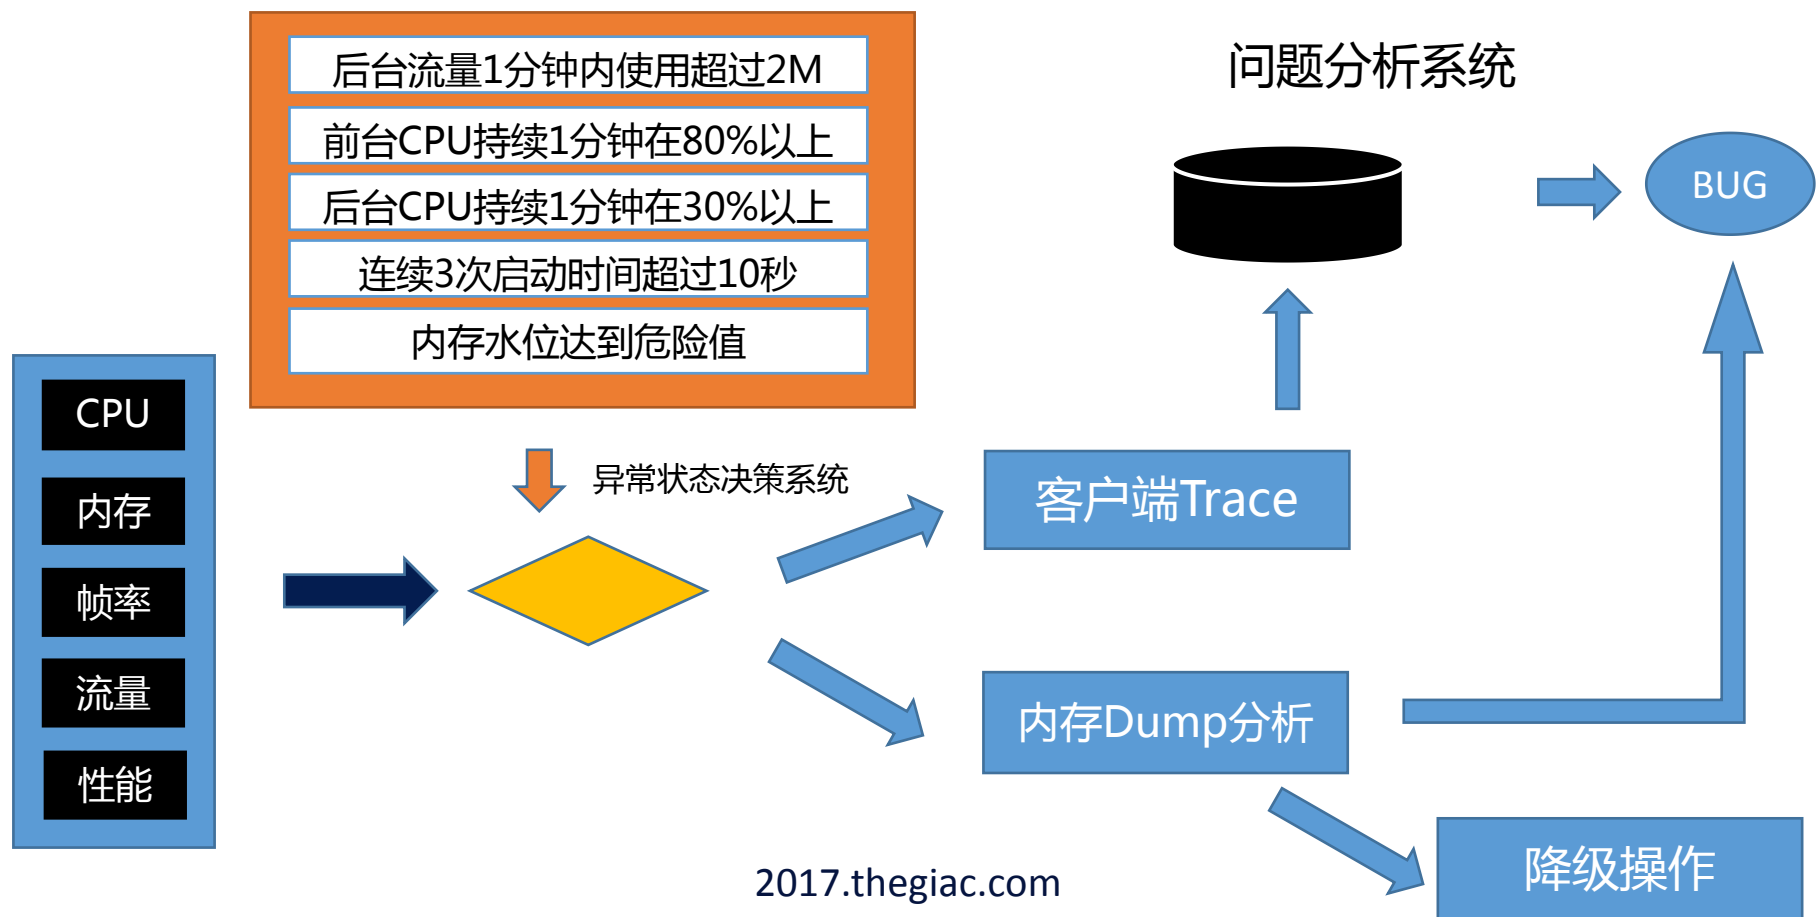 后台流量1分钟内使用超过2M
前台CPU持续1分钟在80%以上
后台CPU持续1分钟在30%以上
连续3次启动时间超过10秒
内存水位达到危险值
问题分析系统
BUG
CPU
内存
帧率
流量
性能
异常状态决策系统
客户端Trace
内存Dump分析
降级操作
2017.thegiac.com